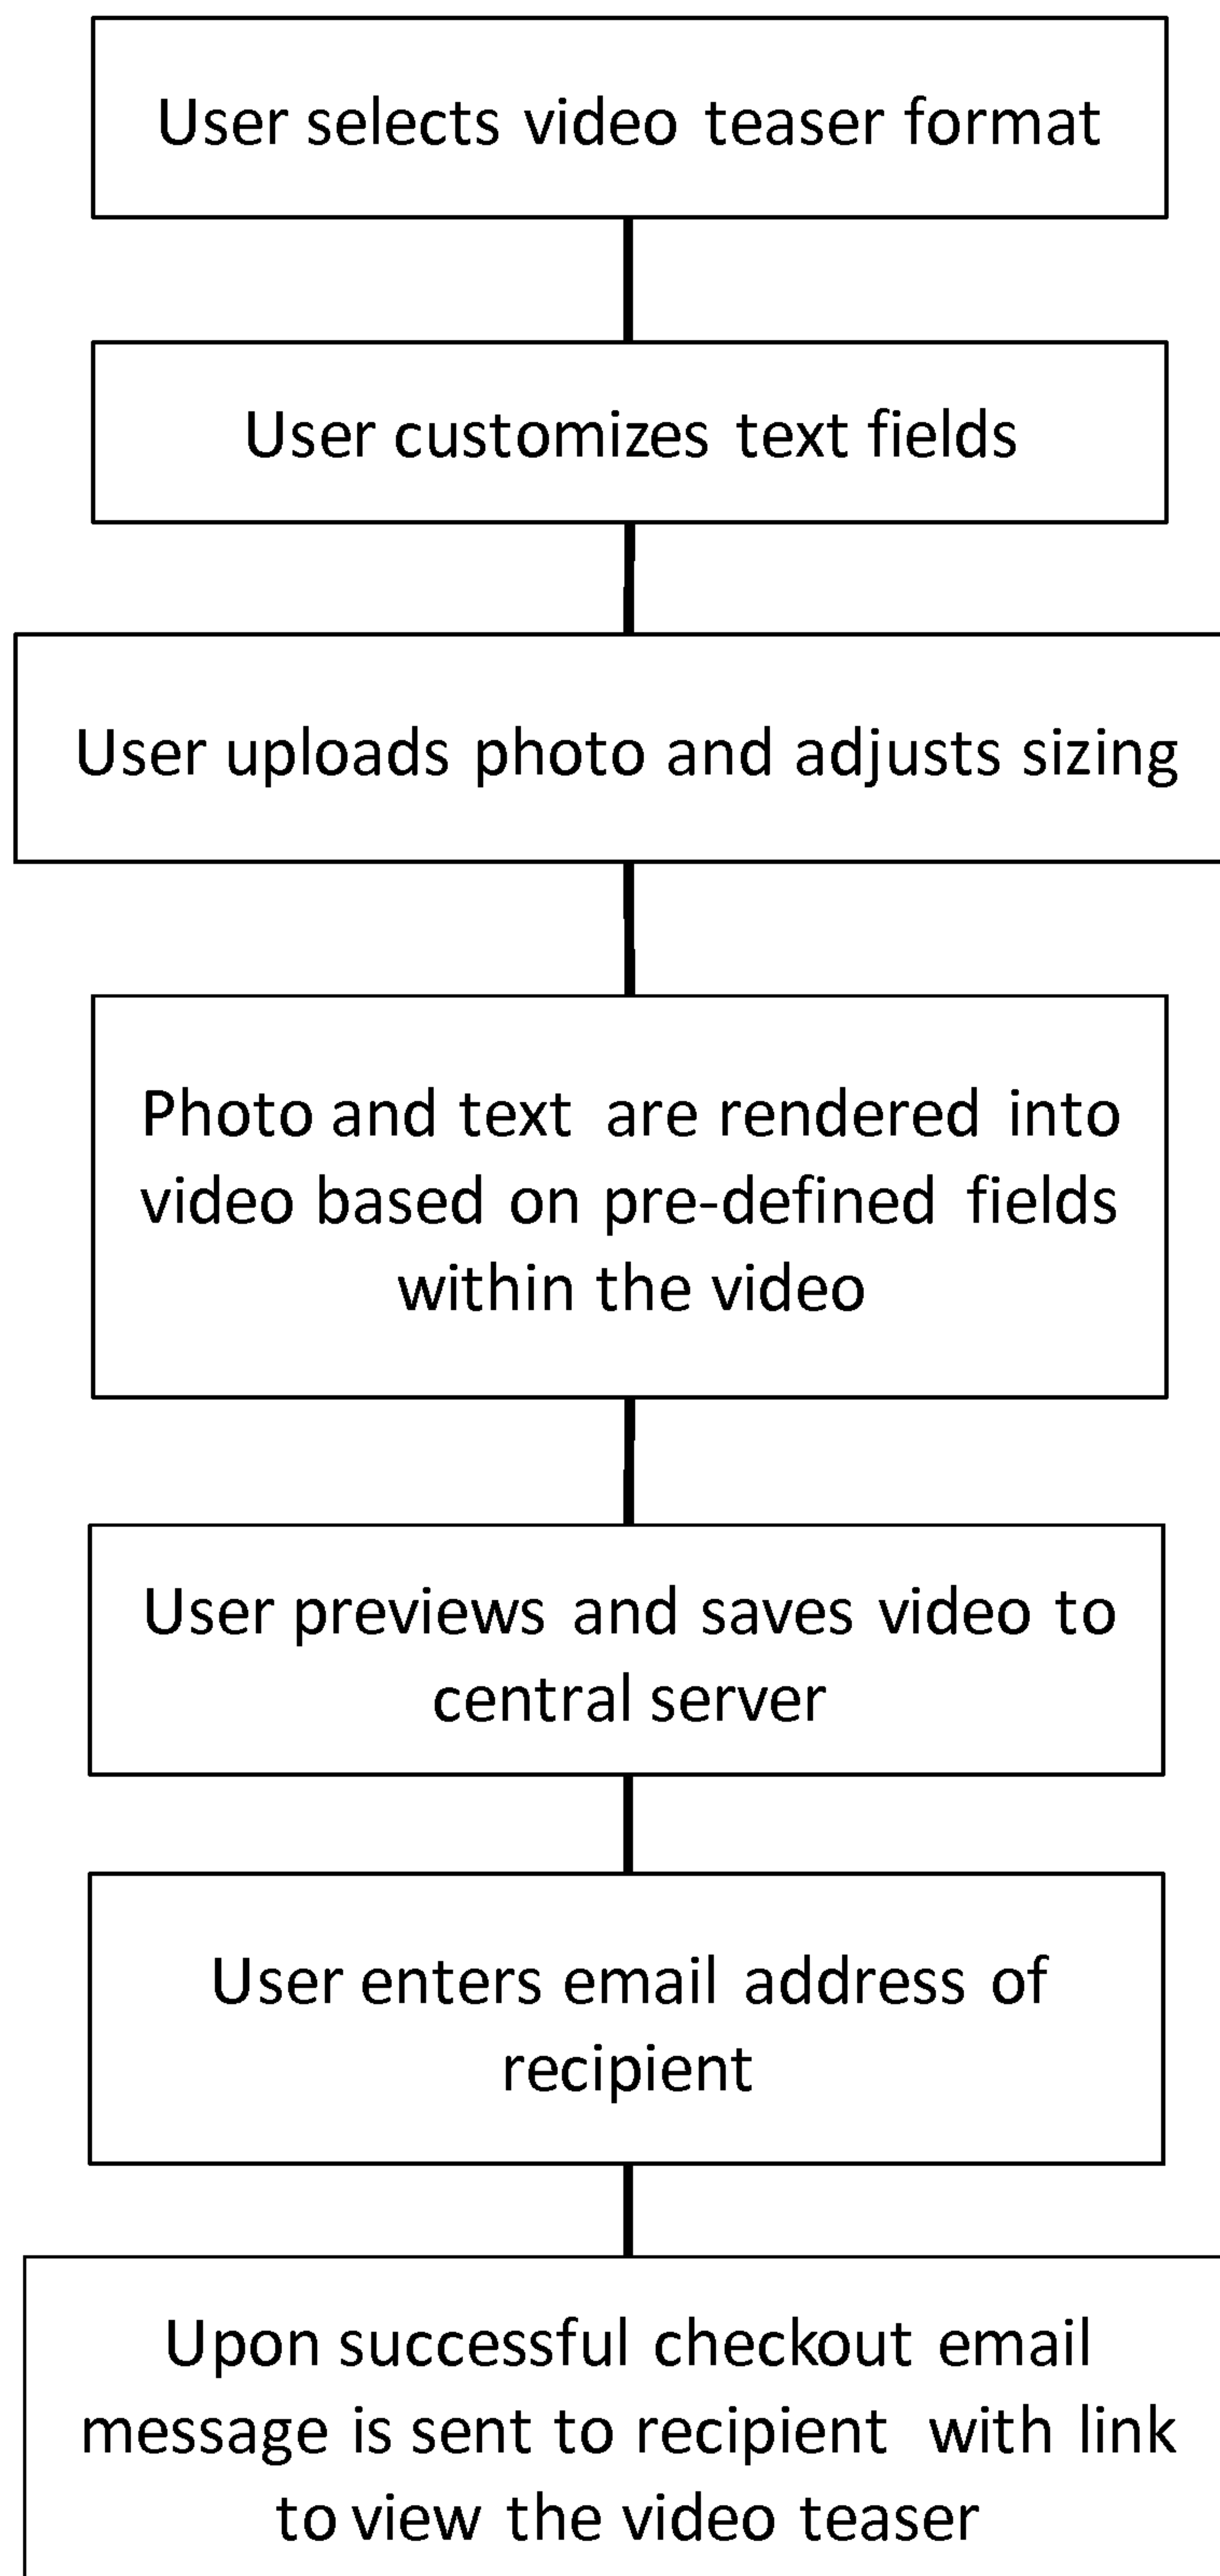 User selects video teaser format
User customizes text fields
User uploads photo and adjusts sizing
Photo and text are rendered into
video based on pre-defined fields
within the video
User previews and saves video to
central server
User enters email address of
recipient
Upon successful checkout email
message is sent to recipient with link
to view the video teaser